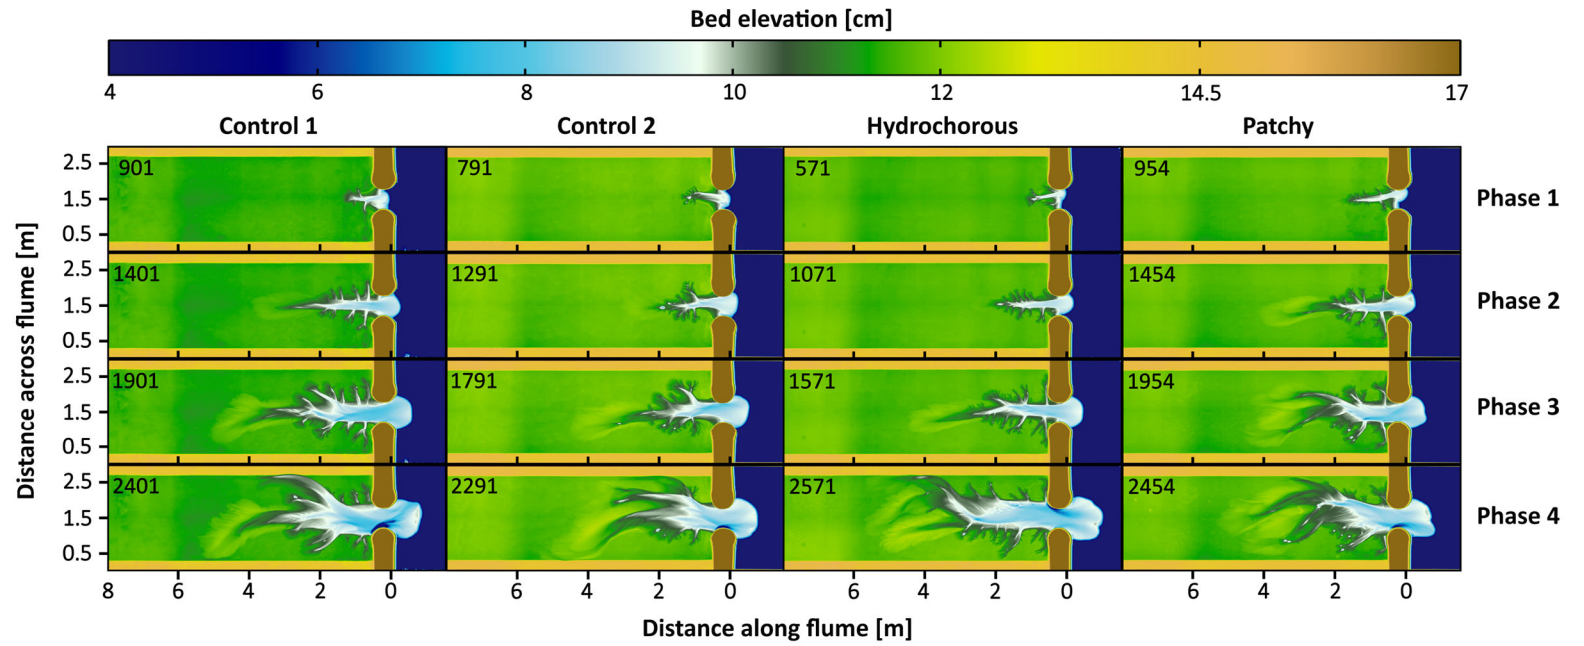 Bed elevation [cm]
4 6 8 10 12 14.5 17
Control 1 Control 2 Hydrochorous Patchy
2.5 901 791 571 954
1.5 Phase 1
0.5
2.5 1401 1291 1071 1454
1.5 Phase 2
0.5
2.5 1901 1791 1571 1954
1.5 Phase 3
0.5
2.5 2401 2291 2571 2454
1.5 Phase 4
0.5
Distance across flume [m]
8 6 4 2 0 6 4 2 0 6 4 2 0 6 4 2 0
Distance along flume [m]